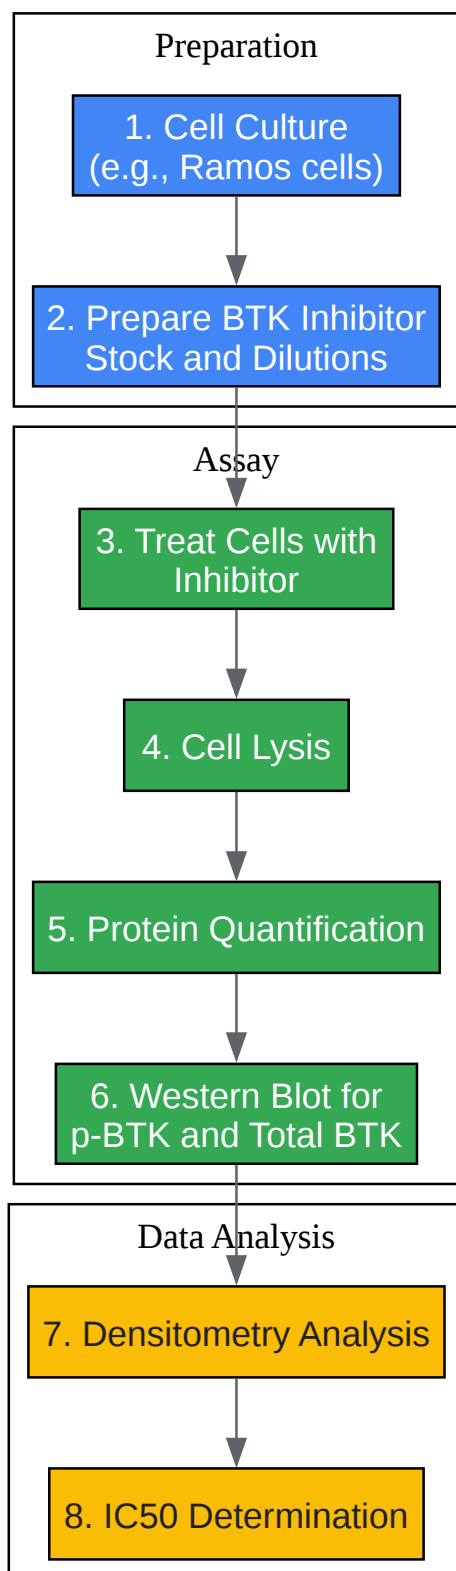 Preparation
1. Cell Culture
(e.g., Ramos cells)
2. Prepare BTK Inhibitor
Stock and Dilutions
Assay
3. Treat Cells with
Inhibitor
4. Cell Lysis
5. Protein Quantification
6. Western Blot for
p-BTK and Total BTK
Data Analysis
7. Densitometry Analysis
8. IC50 Determination